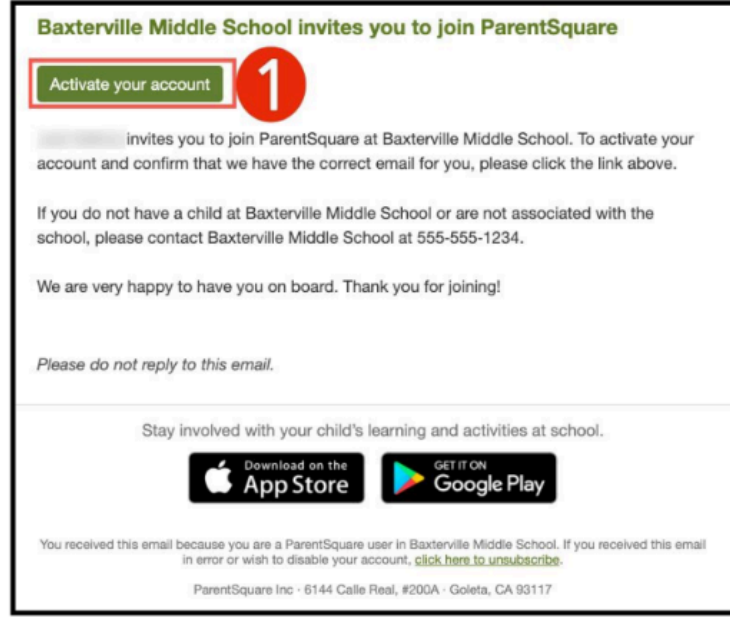 Baxterville Middle School invites you to join ParentSquare
Activate your account
1
invites you to join ParentSquare at Baxterville Middle School. To activate your
account and confirm that we have the correct email for you, please click the link above.
If you do not have a child at Baxterville Middle School or are not associated with the
school, please contact Baxterville Middle School at 555-555-1234.
We are very happy to have you on board. Thank you for joining!
Please do not reply to this email.
Stay involved with your child's learning and activities at school.
Download on the
App Store
GET IT ON
Google Play
You received this email because you are a ParentSquare user in Baxterville Middle School. If you received this email
in error or wish to disable your account, click here to unsubscribe.
ParentSquare Inc · 6144 Calle Real, #200A · Goleta, CA 93117